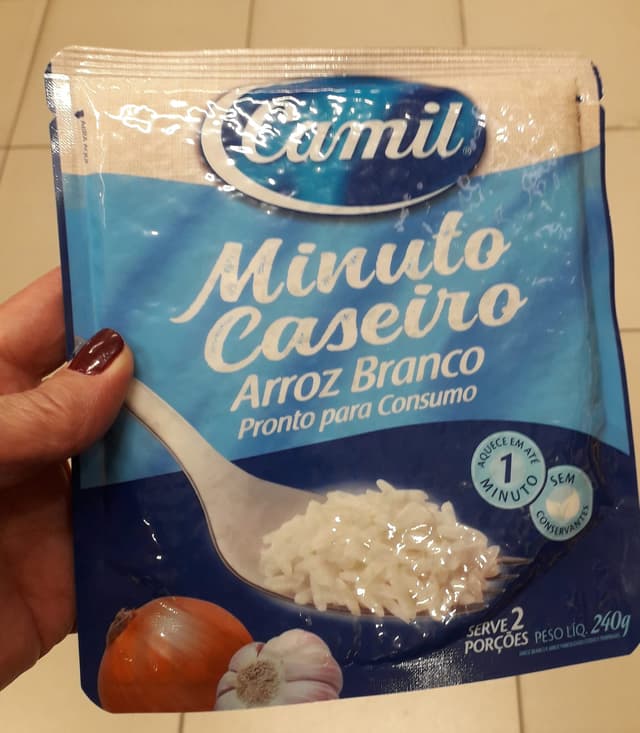 Camil
Minuto
Caseiro
Arroz Branco
Pronto para Consumo
AQUECE EM ATÉ
1
MINUTO
SEM
CONSERVANTES
SERVE 2
PORÇÕES
PESO LÍQ. 240g